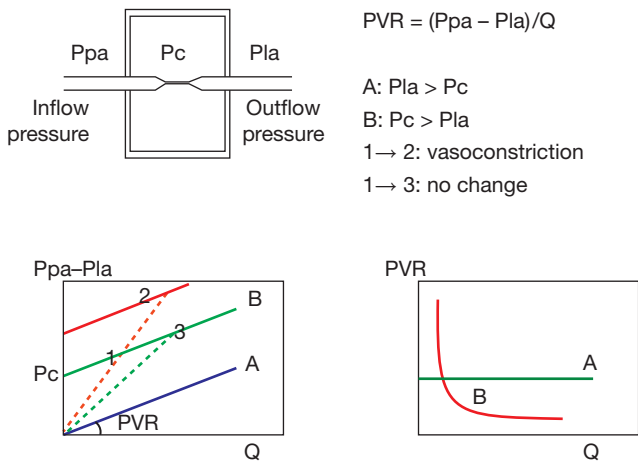 Ppa
Pc
Pla
Inflow
pressure
Outflow
pressure
PVR = (Ppa – Pla)/Q
A: Pla > Pc
B: Pc > Pla
1→ 2: vasoconstriction
1→ 3: no change
Ppa–Pla
2
B
3
1
Pc
A
PVR
Q
PVR
A
B
Q